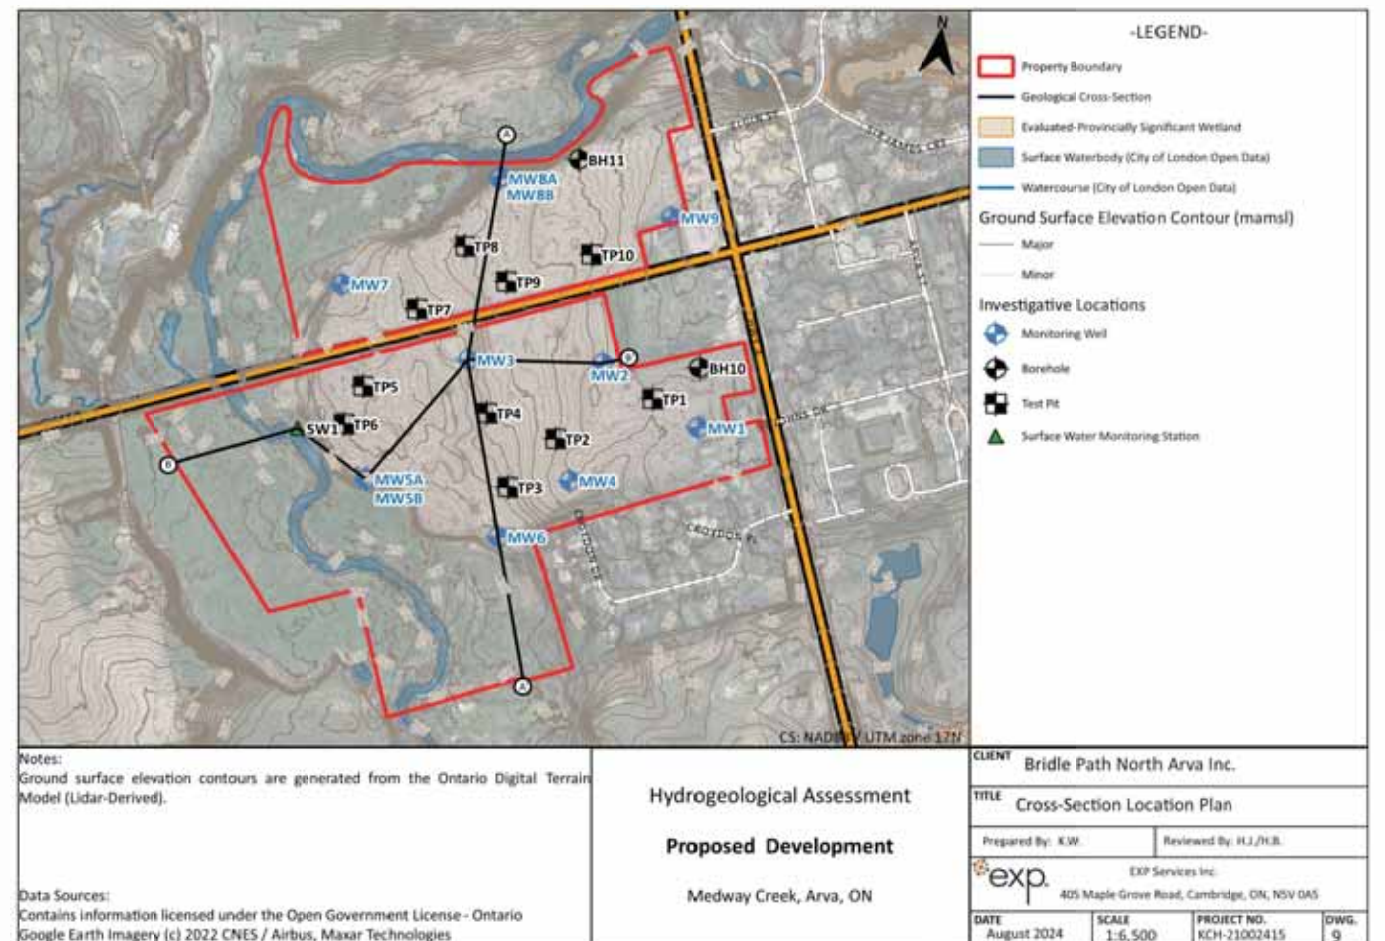 N
A
BH11
MW8A
MW8B
MW9
TP8
TP10
TP9
MW7
TP7
MW3
B
MW2
BH10
TP5
TP1
TP4
SW1
TP6
MW1
TP2
B
MW5A
MW5B
MW4
TP3
MW6
CROYDON PL
CROYDON DR
A
-LEGEND-
Property Boundary
Geological Cross-Section
Evaluated-Provincially Significant Wetland
Surface Waterbody (City of London Open Data)
Watercourse (City of London Open Data)
Ground Surface Elevation Contour (mamsl)
Major
Minor
Investigative Locations
Monitoring Well
Borehole
Test Pit
Surface Water Monitoring Station
UTM zone 17N
Notes:
Ground surface elevation contours are generated from the Ontario Digital Terrain
Model (Lidar-Derived).
Data Sources:
Contains information licensed under the Open Government License - Ontario
Google Earth Imagery (c) 2022 CNES / Airbus, Maxar Technologies
Hydrogeological Assessment
Proposed Development
Medway Creek, Arva, ON
CLIENT Bridle Path North Arva Inc.
TITLE Cross-Section Location Plan
Prepared By: K.W. Reviewed By: H.J./H.B.
exp.
EXP Services Inc.
405 Maple Grove Road, Cambridge, ON, N5V 0A5
DATE SCALE PROJECT NO. DWG.
August 2024 1:6,500 KCH-21002415 9